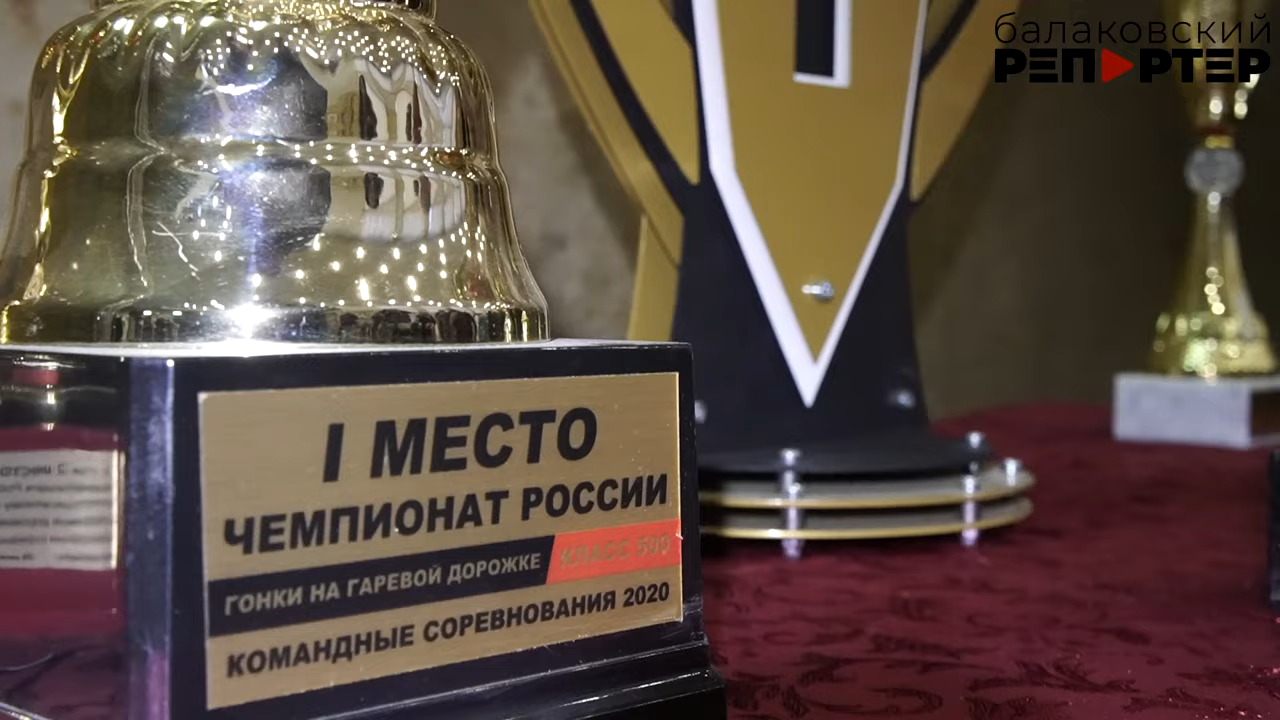 балаковский
РЕПОРТЕР
I МЕСТО
ЧЕМПИОНАТ РОССИИ
ГОНКИ НА ГАРЕВОЙ ДОРОЖКЕ КЛАСС 500
КОМАНДНЫЕ СОРЕВНОВАНИЯ 2020